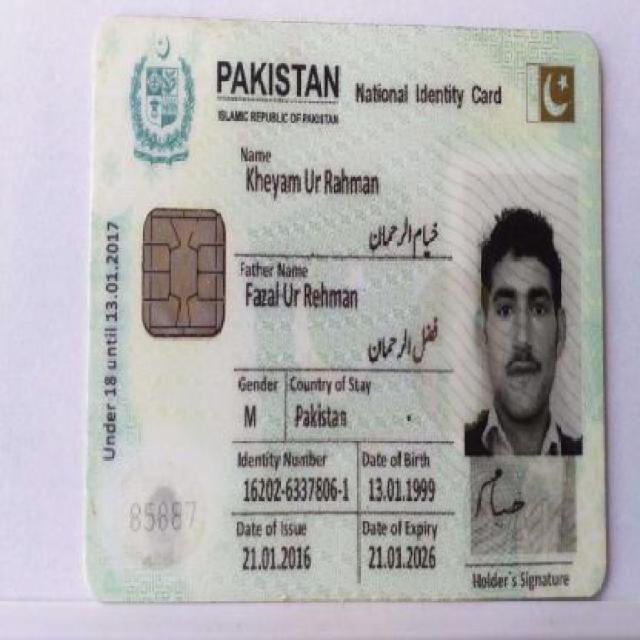 PAKISTAN National Identity Card
ISLAMIC REPUBLIC OF PAKISTAN
Name
Kheyam Ur Rahman
خیام الرحمان
Father Name
Fazal Ur Rehman
فضل الرحمان
Gender Country of Stay
M Pakistan
Identity Number Date of Birth
16202-6337806-1 13.01.1999
Date of Issue Date of Expiry
21.01.2016 21.01.2026
Holder's Signature
Under 18 until 13.01.2017
85887